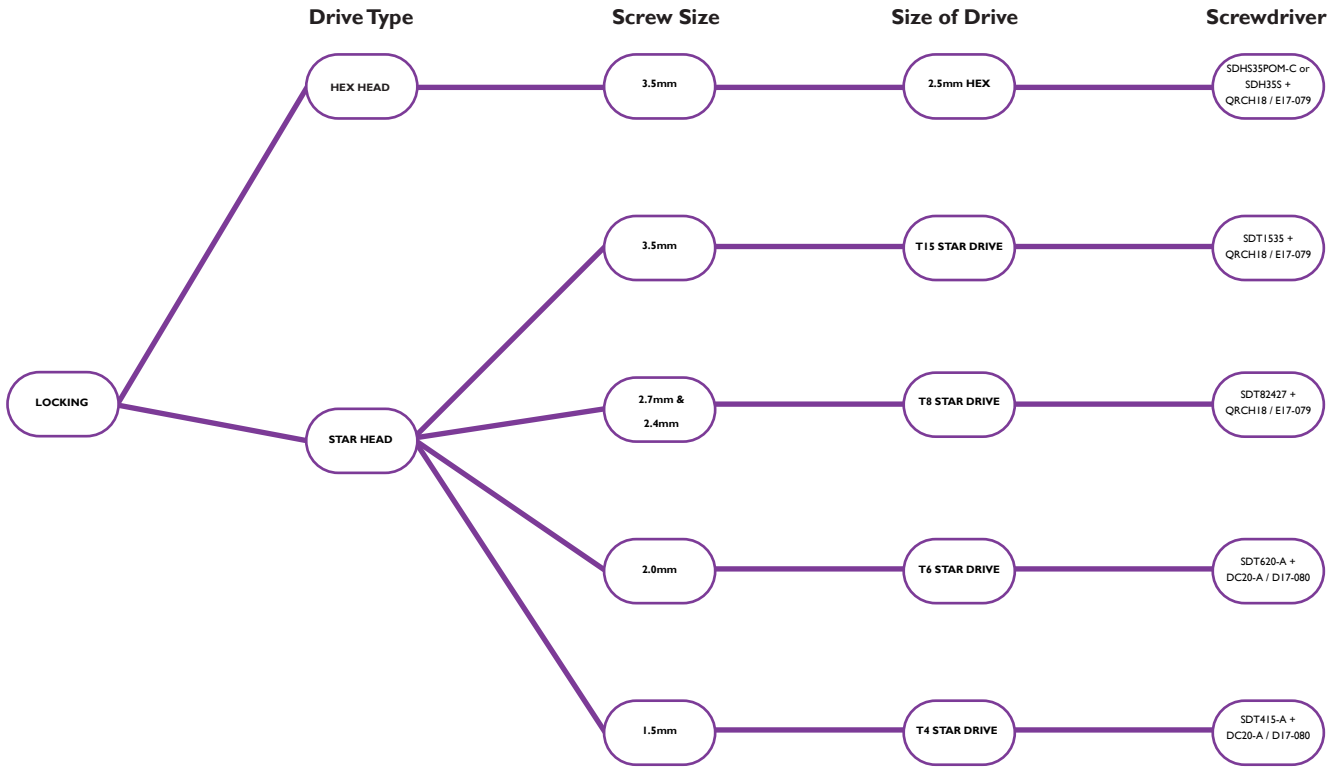 Drive Type
Screw Size
Size of Drive
Screwdriver
HEX HEAD
3.5mm
2.5mm HEX
SDHS35POM-C or
SDH35S +
QRCH18 / E17-079
3.5mm
T15 STAR DRIVE
SDT1535 +
QRCH18 / E17-079
LOCKING
STAR HEAD
2.7mm &
2.4mm
T8 STAR DRIVE
SDT82427 +
QRCH18 / E17-079
2.0mm
T6 STAR DRIVE
SDT620-A +
DC20-A / D17-080
1.5mm
T4 STAR DRIVE
SDT415-A +
DC20-A / D17-080